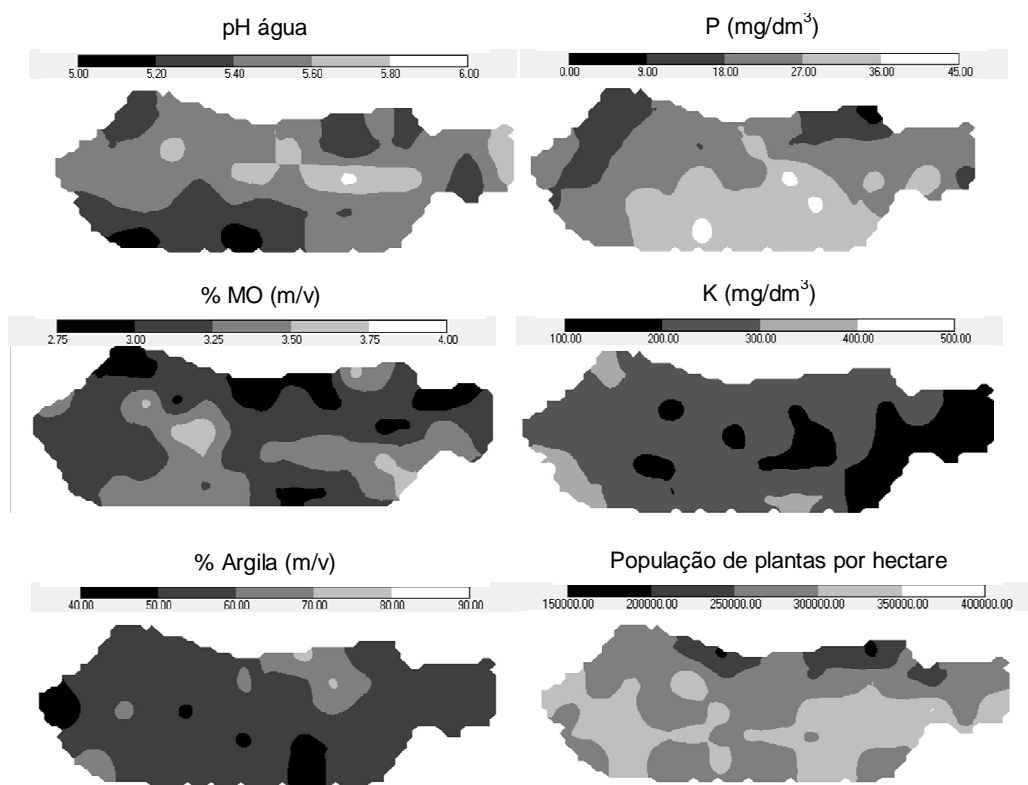 pH água
5.00 5.20 5.40 5.60 5.80 6.00
P (mg/dm³)
0.00 9.00 18.00 27.00 36.00 45.00
% MO (m/v)
2.75 3.00 3.25 3.50 3.75 4.00
K (mg/dm³)
100.00 200.00 300.00 400.00 500.00
% Argila (m/v)
40.00 50.00 60.00 70.00 80.00 90.00
População de plantas por hectare
150000.00 200000.00 250000.00 300000.00 350000.00 400000.00